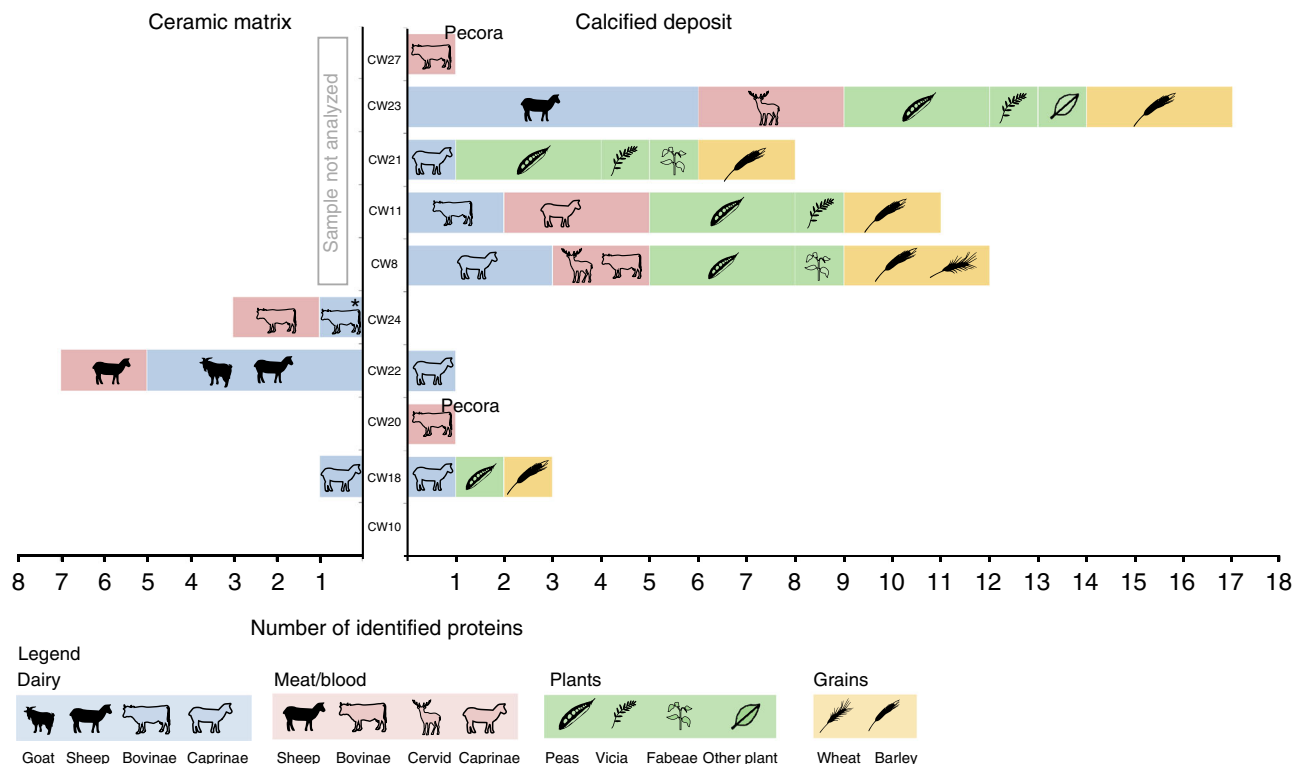 Ceramic matrix
Calcified deposit
Sample not analyzed
Pecora
CW27
CW23
CW21
CW11
CW8
*
CW24
CW22
Pecora
CW20
CW18
CW10
8 7 6 5 4 3 2 1
1 2 3 4 5 6 7 8 9 10 11 12 13 14 15 16 17 18
Number of identified proteins
Legend
Dairy
Goat Sheep Bovinae Caprinae
Meat/blood
Sheep Bovinae Cervid Caprinae
Plants
Peas Vicia Fabeae Other plant
Grains
Wheat Barley